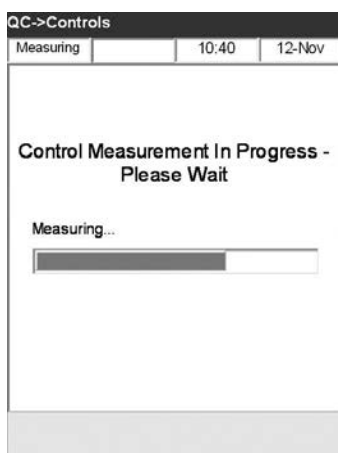 QC->Controls
Measuring 10:40 12-Nov
Control Measurement In Progress -
Please Wait
Measuring...